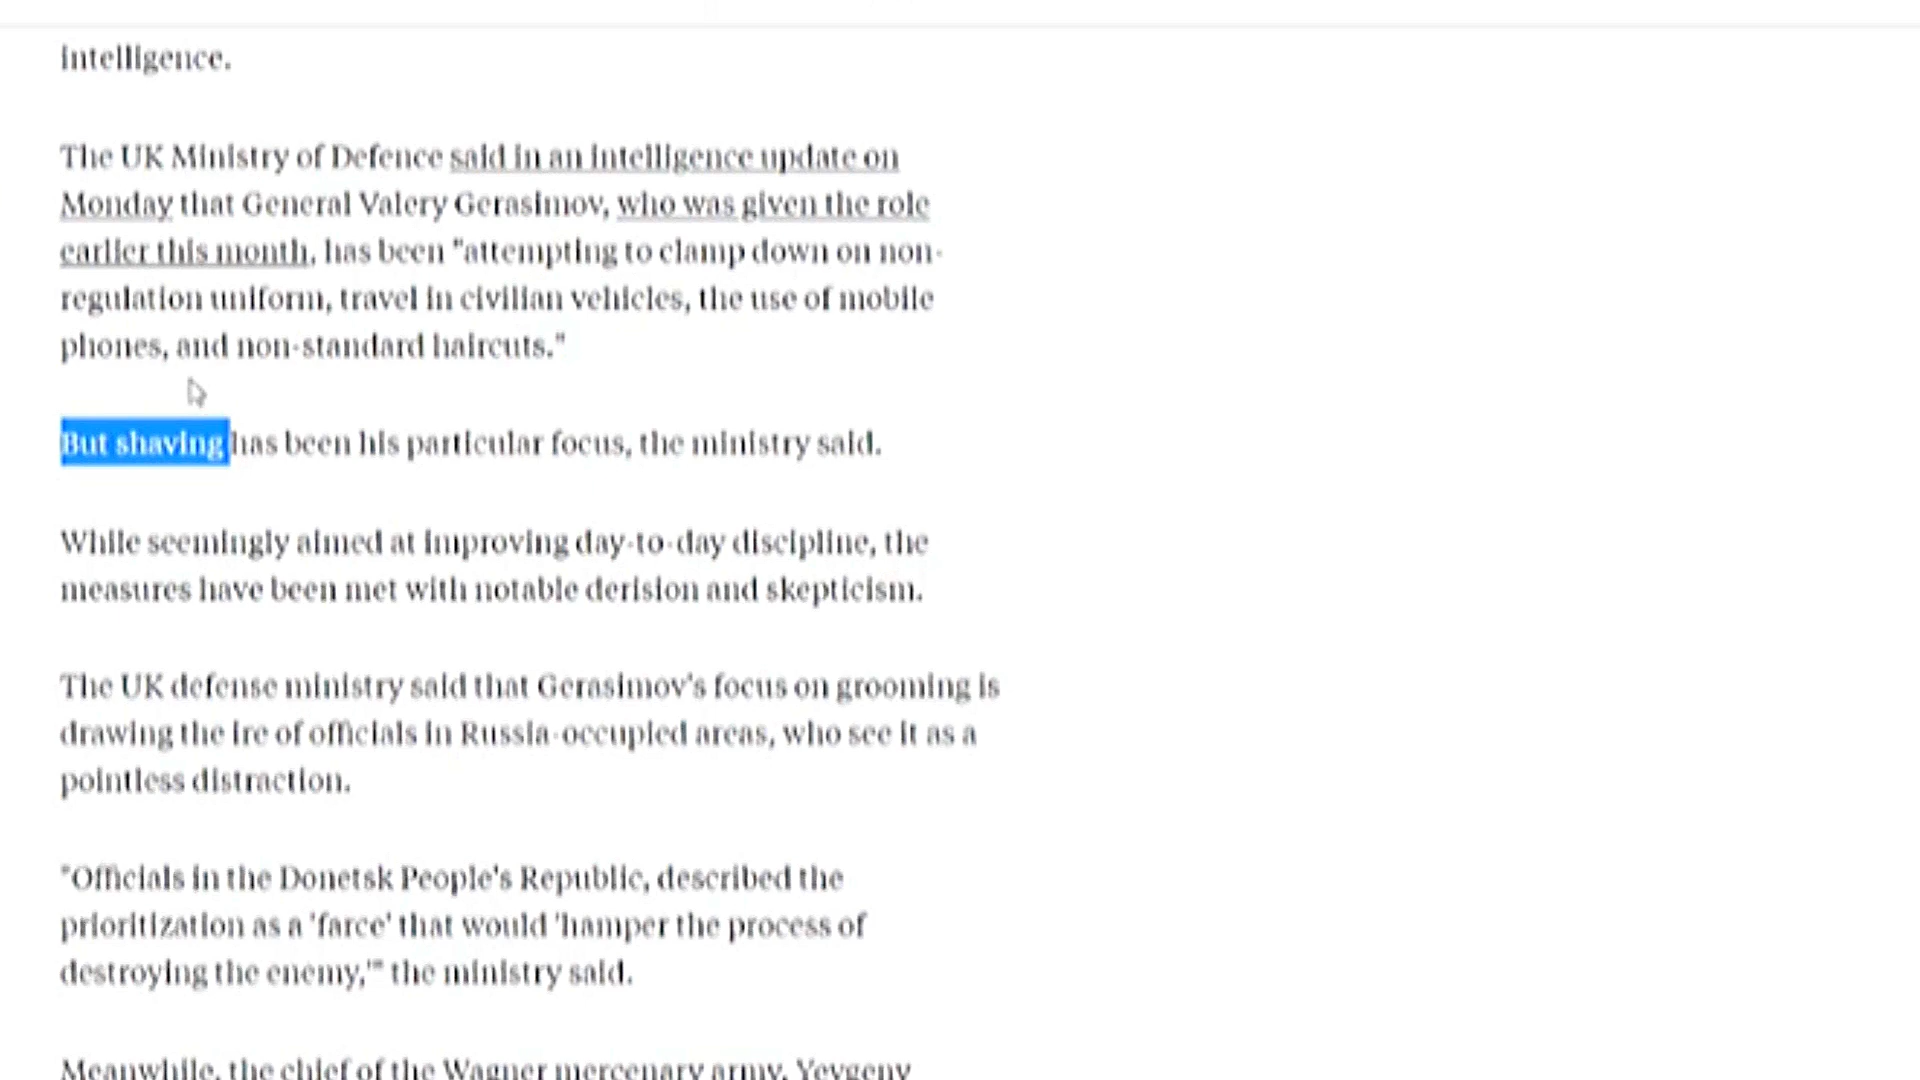 intelligence.
The UK Ministry of Defence said in an intelligence update on
Monday that General Valery Gerasimov, who was given the role
earlier this month, has been "attempting to clamp down on non-
regulation uniform, travel in civilian vehicles, the use of mobile
phones, and non-standard haircuts."
But shaving has been his particular focus, the ministry said.
While seemingly aimed at improving day-to-day discipline, the
measures have been met with notable derision and skepticism.
The UK defense ministry said that Gerasimov's focus on grooming is
drawing the ire of officials in Russia-occupied areas, who see it as a
pointless distraction.
"Officials in the Donetsk People's Republic, described the
prioritization as a 'farce' that would 'hamper the process of
destroying the enemy,'" the ministry said.
Meanwhile, the chief of the Wagner mercenary army, Yevgeny